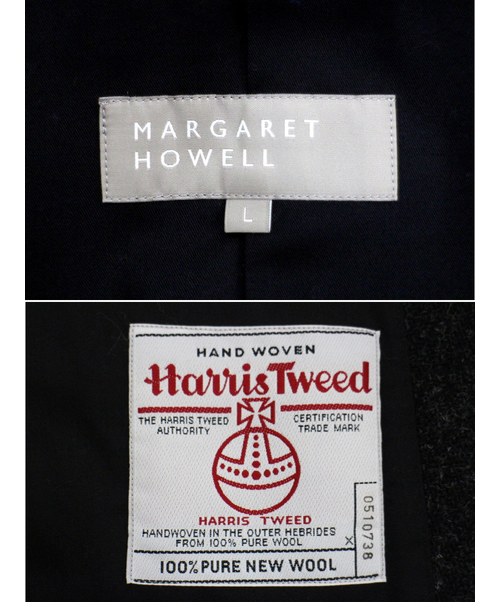 MARGARET
HOWELL
L
HAND WOVEN
Harris Tweed
THE HARRIS TWEED
AUTHORITY
CERTIFICATION
TRADE MARK
HARRIS TWEED
HANDWOVEN IN THE OUTER HEBRIDES
FROM 100% PURE WOOL
X
0510738
100% PURE NEW WOOL